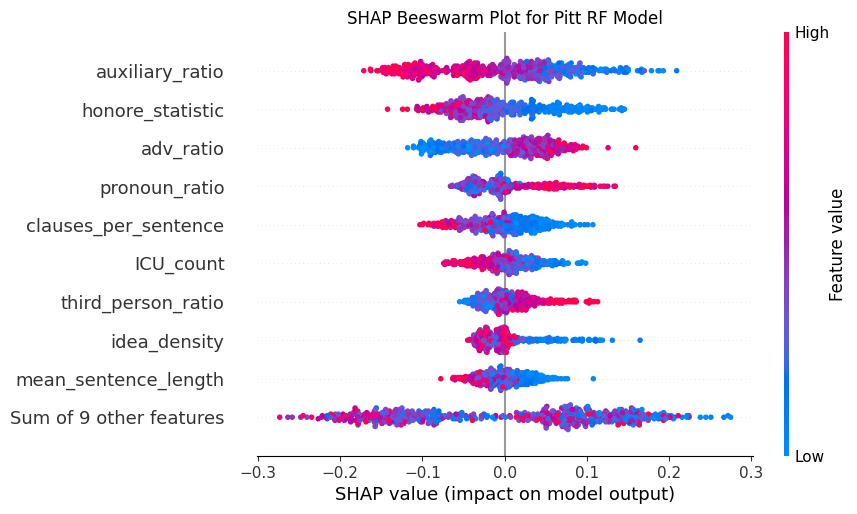 SHAP Beeswarm Plot for Pitt RF Model
High
auxiliary_ratio
honore_statistic
adv_ratio
pronoun_ratio
clauses_per_sentence
ICU_count
third_person_ratio
idea_density
mean_sentence_length
Sum of 9 other features
Feature value
Low
−0.3 −0.2 −0.1 0.0 0.1 0.2 0.3
SHAP value (impact on model output)